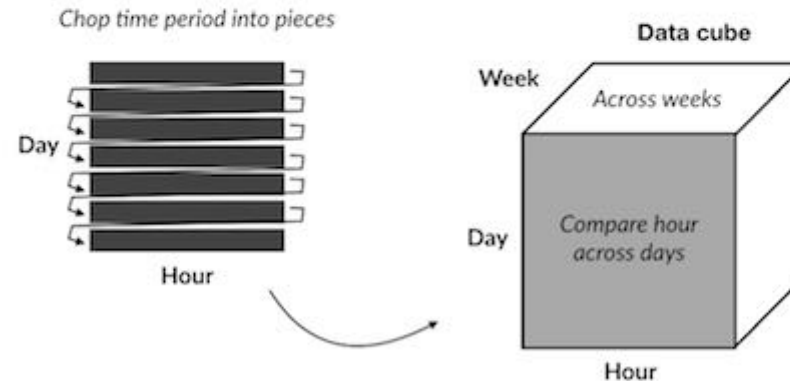 Chop time period into pieces
Day
Hour
Data cube
Week
Across weeks
Day
Compare hour
across days
Hour